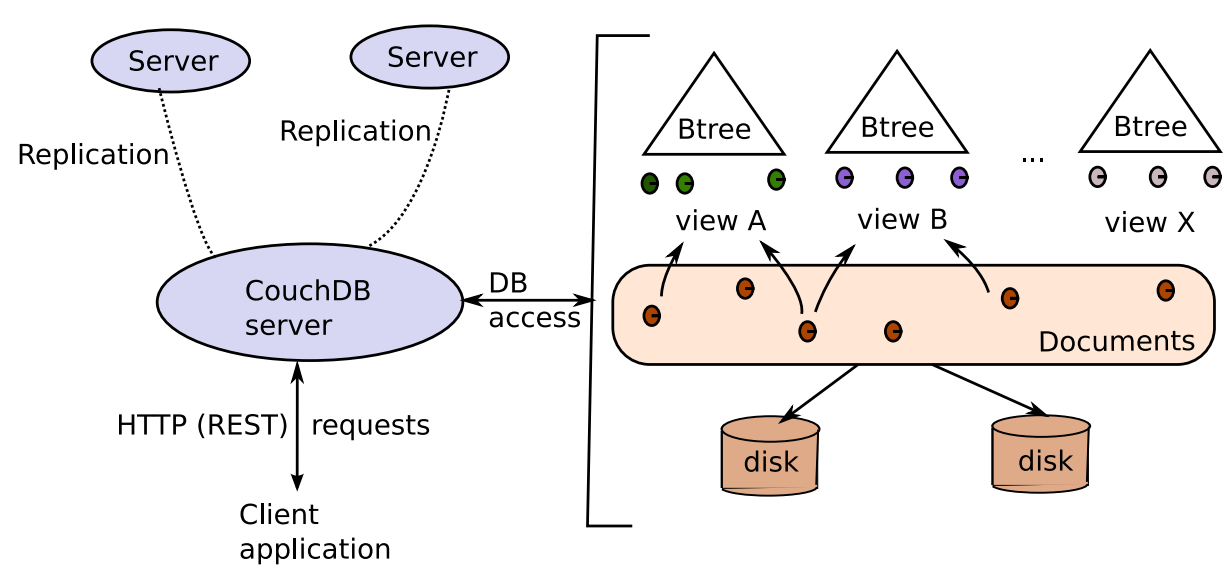 Server
Server
Replication
Replication
CouchDB
server
DB
access
HTTP (REST) requests
Client
application
Btree
Btree
...
Btree
view A
view B
view X
Documents
disk
disk